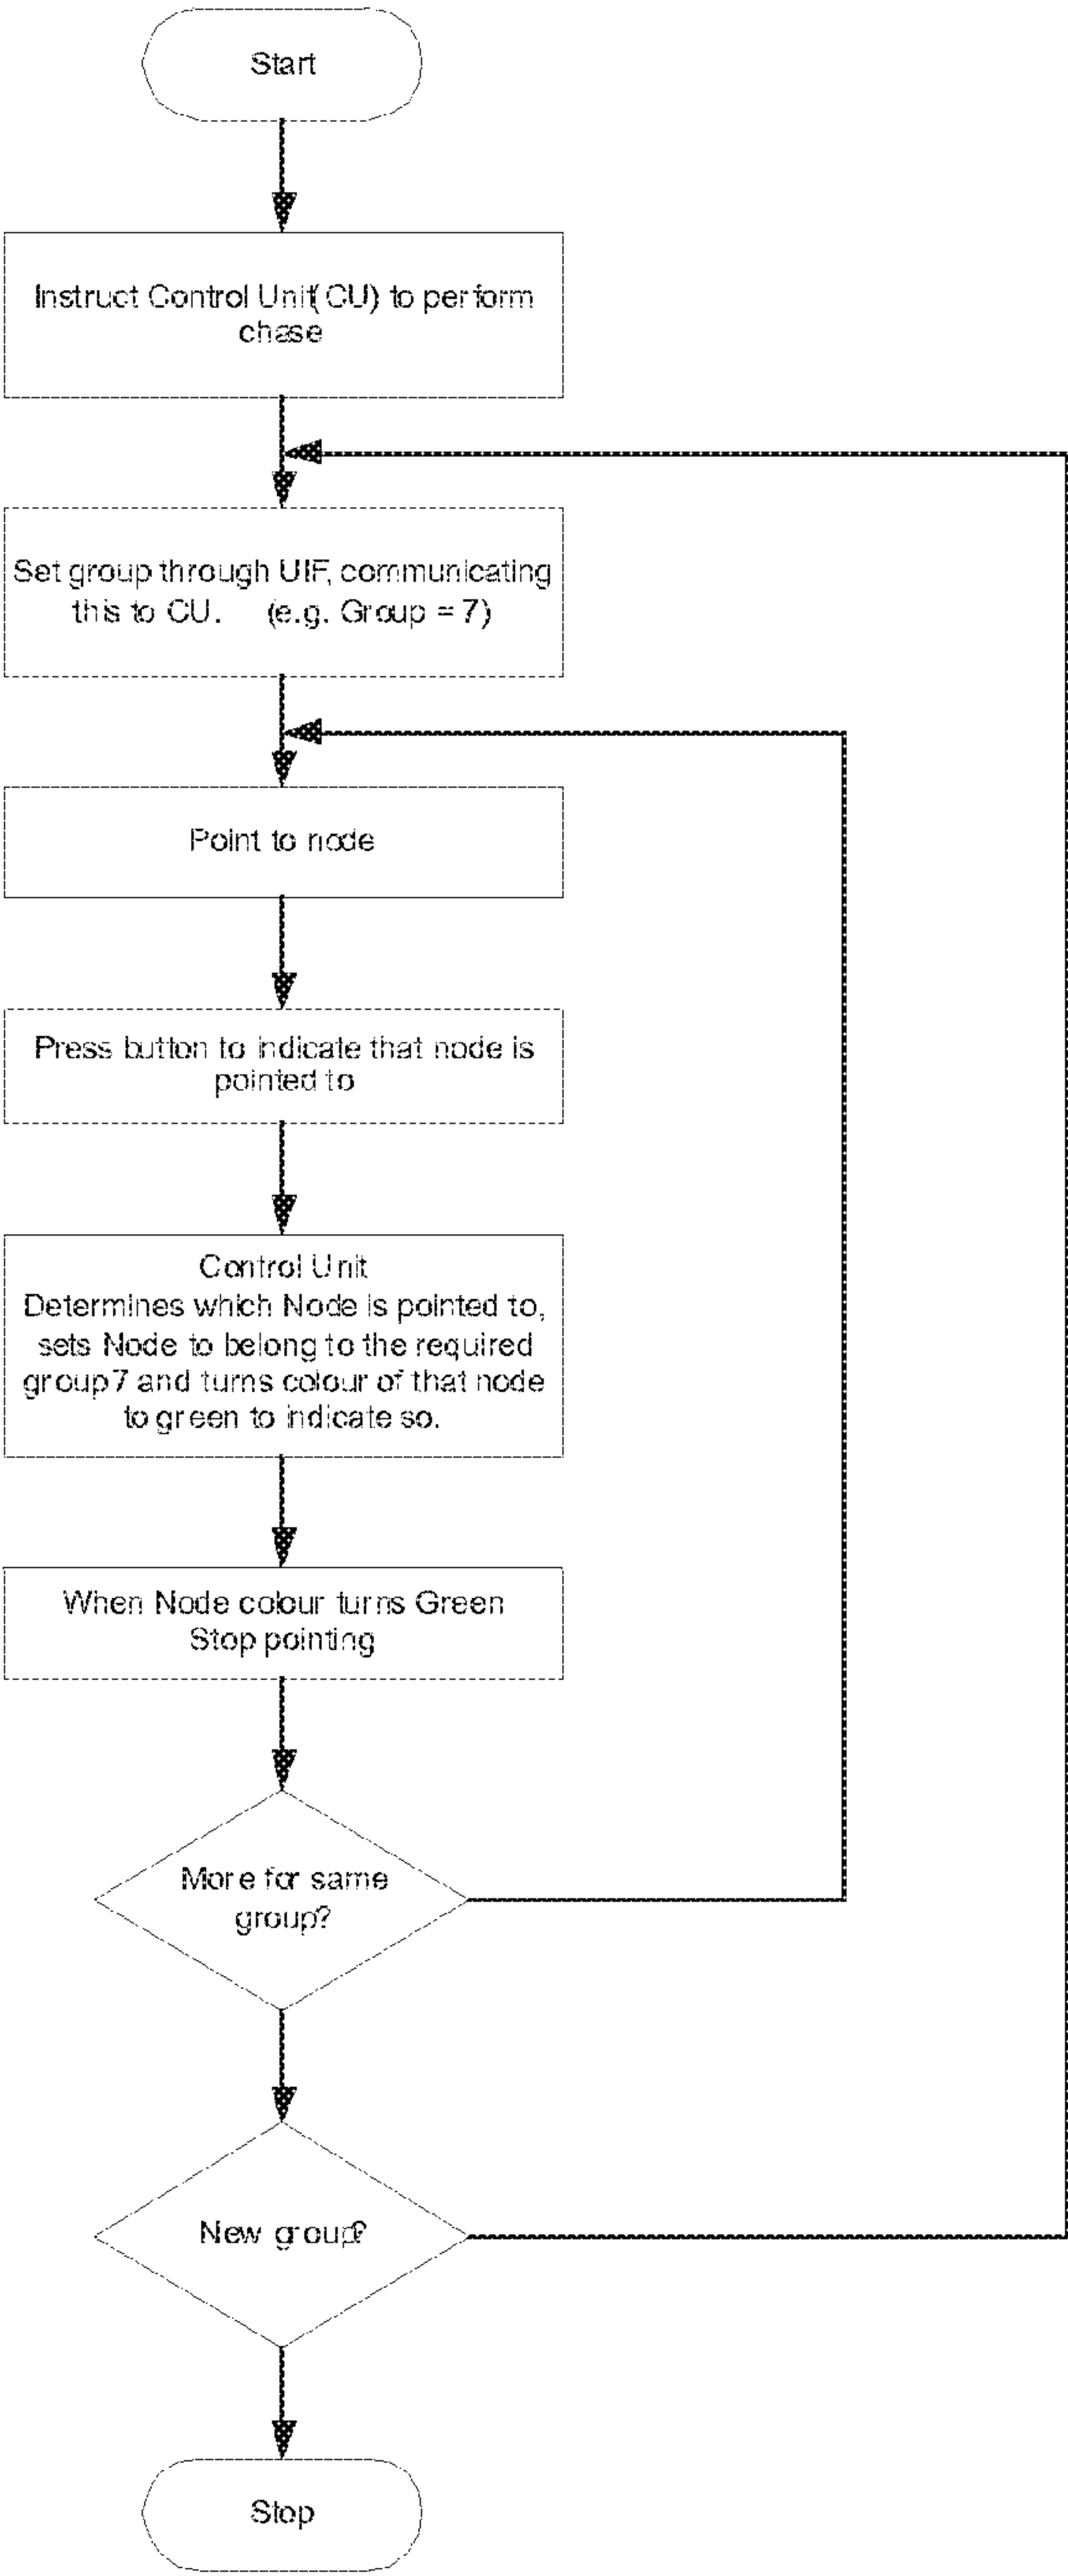 Start
Instruct Control Unit(CU) to perform
chase
Set group through UIF, communicating
this to CU. (e.g. Group = 7)
Point to node
Press button to indicate that node is
pointed to
Control Unit
Determines which Node is pointed to,
sets Node to belong to the required
group7 and turns colour of that node
to green to indicate so.
When Node colour turns Green
Stop pointing
More for same
group?
New group?
Stop